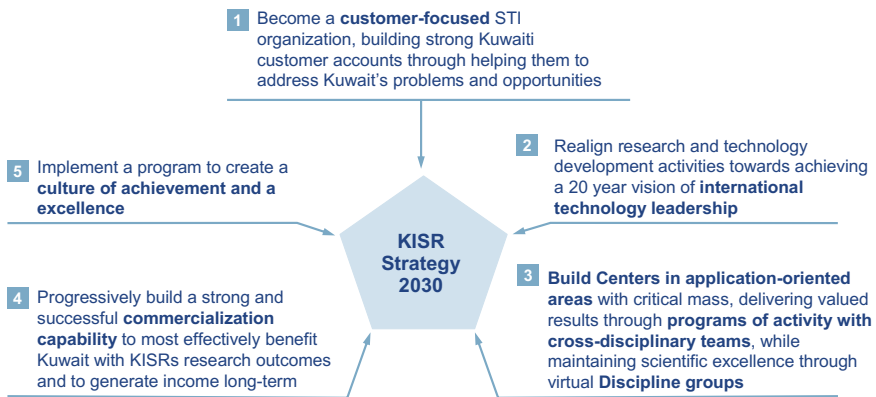 1 Become a customer-focused STI
organization, building strong Kuwaiti
customer accounts through helping them to
address Kuwait's problems and opportunities
2 Realign research and technology
development activities towards achieving
a 20 year vision of international
technology leadership
3 Build Centers in application-oriented
areas with critical mass, delivering valued
results through programs of activity with
cross-disciplinary teams, while
maintaining scientific excellence through
virtual Discipline groups
4 Progressively build a strong and
successful commercialization
capability to most effectively benefit
Kuwait with KISRs research outcomes
and to generate income long-term
5 Implement a program to create a
culture of achievement and a
excellence
KISR
Strategy
2030